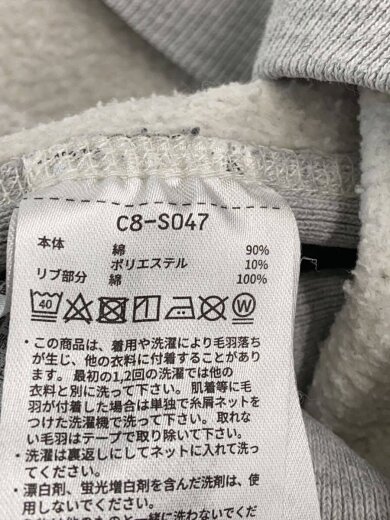 C8-S047
本体 綿 90%
ポリエステル 10%
リブ部分 綿 100%
40 W
・この商品は、着用や洗濯により毛羽落ち
が生じ、他の衣料に付着することがあり
ます。最初の1,2回の洗濯では他の
衣料と別に洗って下さい。肌着等に毛
羽が付着した場合は単独で糸屑ネットを
つけた洗濯機で洗って下さい。取れな
い毛羽はテープで取り除いて下さい。
・洗濯は裏返しにしてネットに入れて洗っ
てください。
・漂白剤、蛍光増白剤を含んだ洗剤は、使
用しないでください。